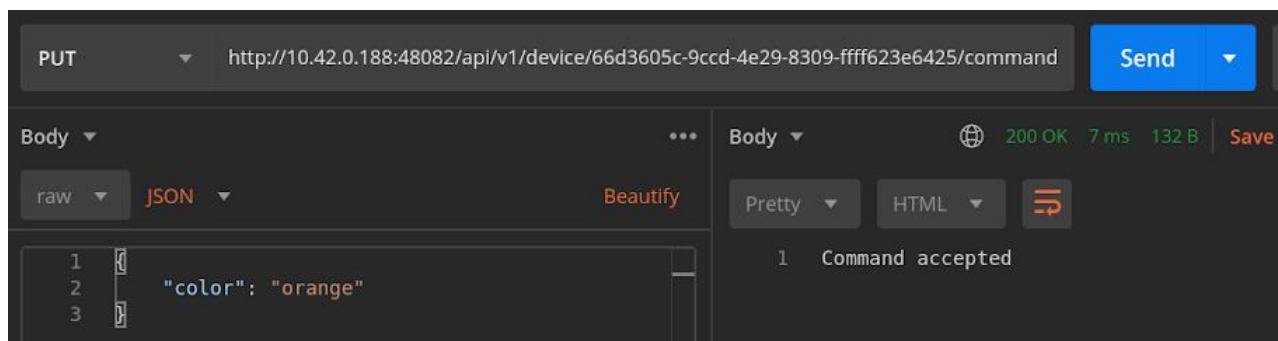 PUT http://10.42.0.188:48082/api/v1/device/66d3605c-9ccd-4e29-8309-ffff623e6425/command Send
Body ••• Body 200 OK 7 ms 132 B Save
raw JSON Beautify Pretty HTML
1 {
2 "color": "orange"
3 }
1 Command accepted